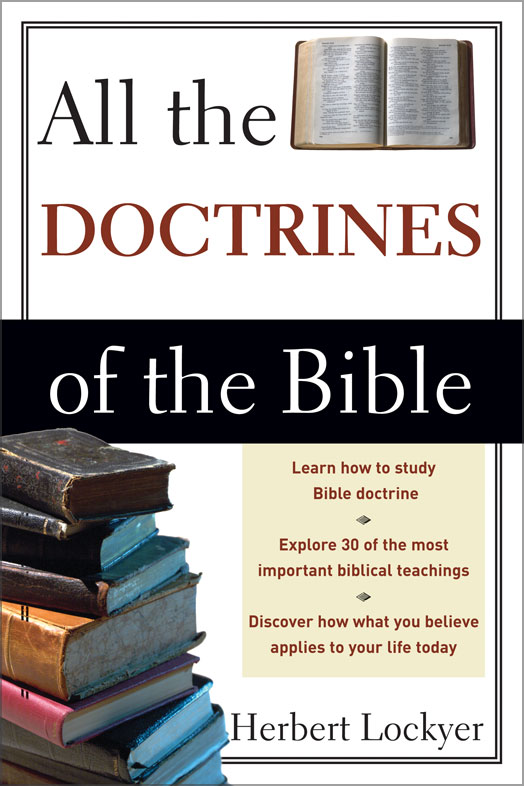 All the
DOCTRINES
of the Bible
Learn how to study
Bible doctrine
Explore 30 of the most
important biblical teachings
Discover how what you believe
applies to your life today
Herbert Lockyer